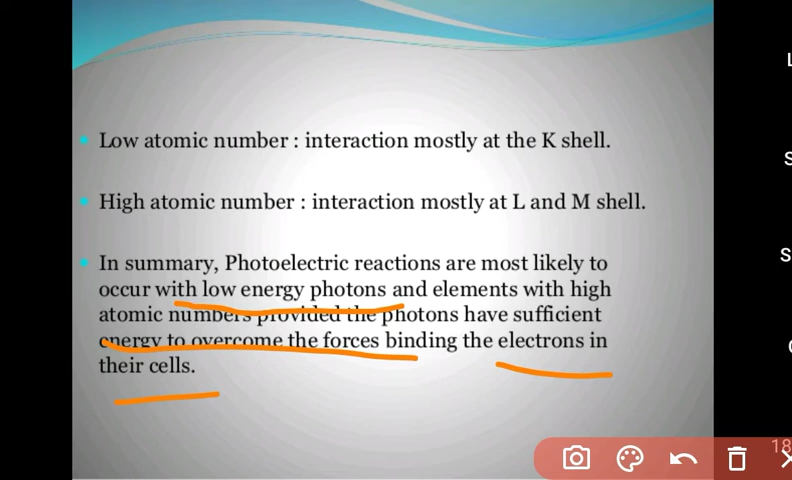 Low atomic number : interaction mostly at the K shell.
High atomic number : interaction mostly at L and M shell.
In summary, Photoelectric reactions are most likely to
occur with low energy photons and elements with high
atomic numbers provided the photons have sufficient
energy to overcome the forces binding the electrons in
their cells.
L
S
S
18